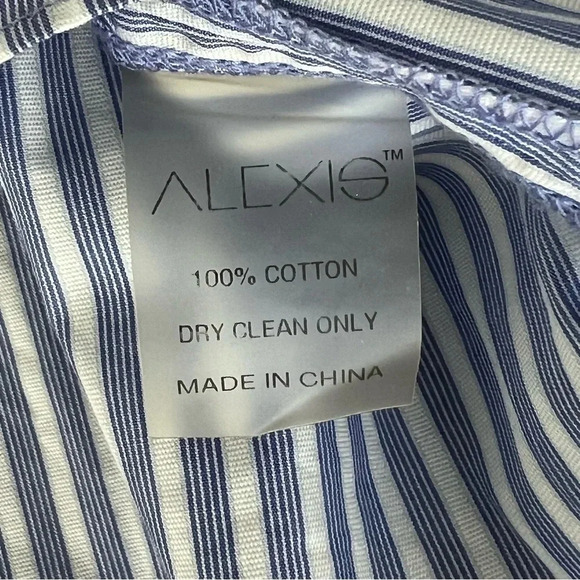 ALEXIS™
100% COTTON
DRY CLEAN ONLY
MADE IN CHINA